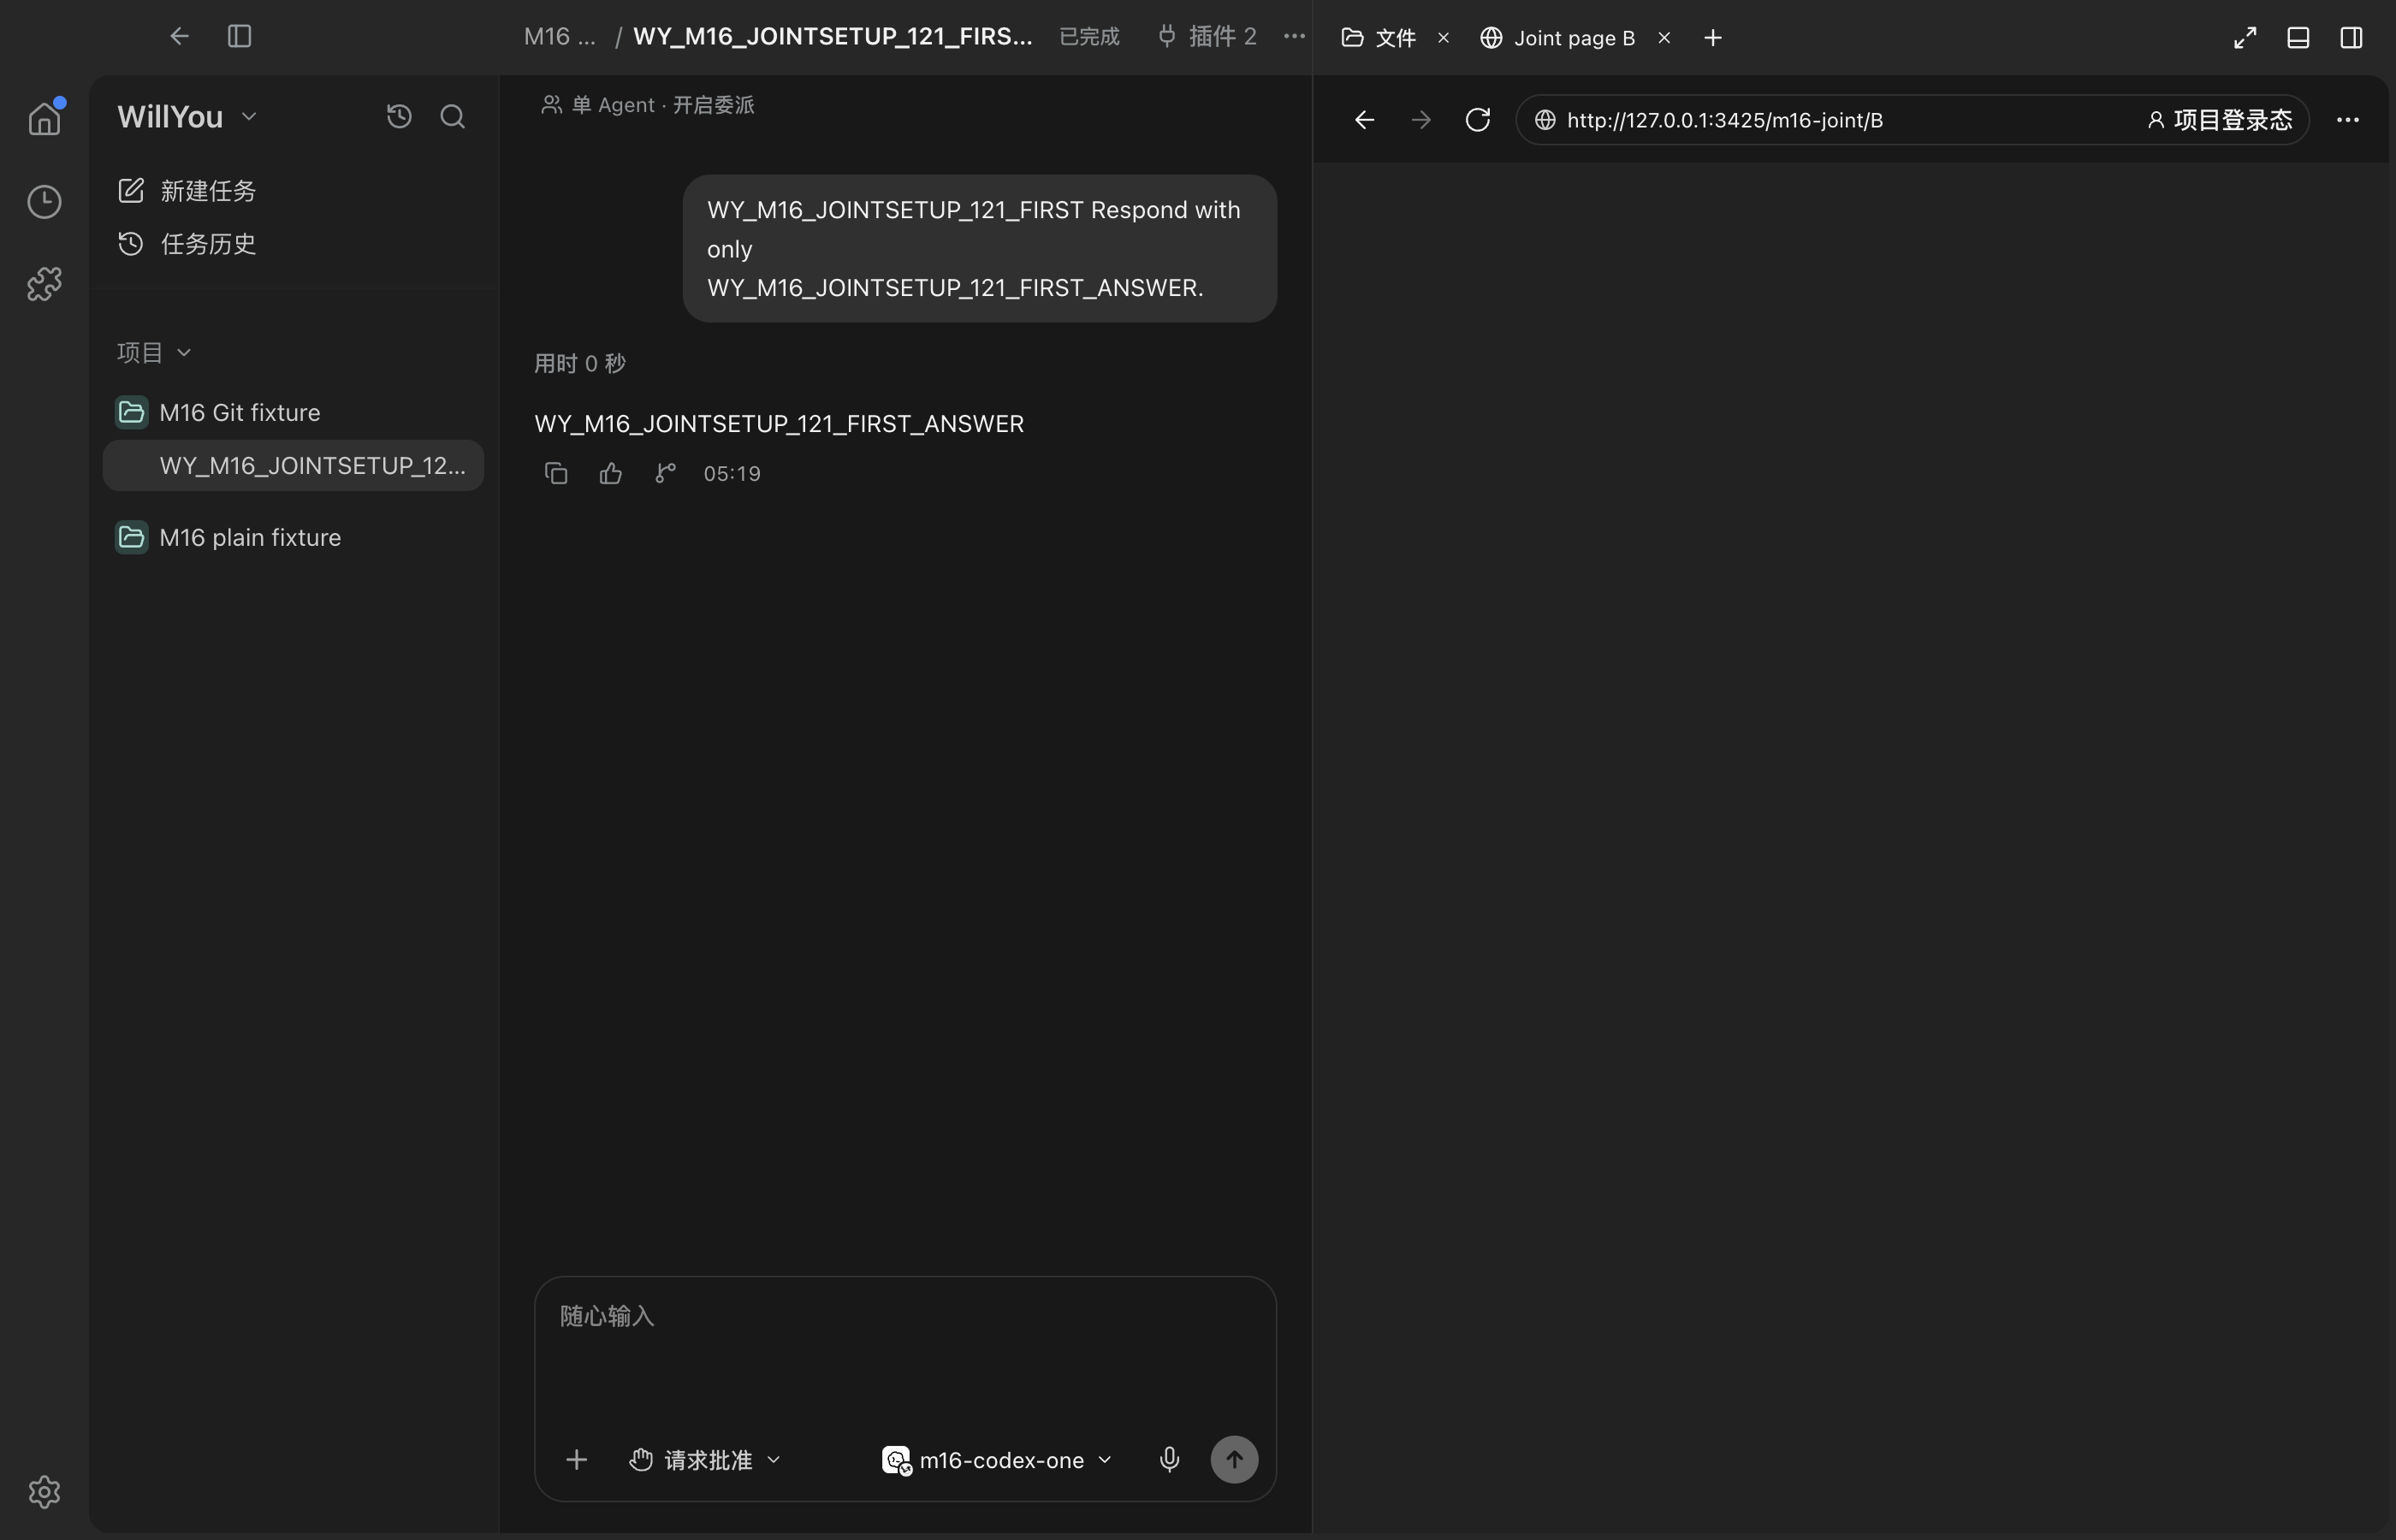 M16 ... / WY_M16_JOINTSETUP_121_FIRS... 已完成 插件 2
文件 Joint page B
WillYou
新建任务
任务历史
项目
M16 Git fixture
WY_M16_JOINTSETUP_12...
M16 plain fixture
单 Agent · 开启委派
WY_M16_JOINTSETUP_121_FIRST Respond with
only
WY_M16_JOINTSETUP_121_FIRST_ANSWER.
用时 0 秒
WY_M16_JOINTSETUP_121_FIRST_ANSWER
05:19
随心输入
请求批准 m16-codex-one
http://127.0.0.1:3425/m16-joint/B 项目登录态